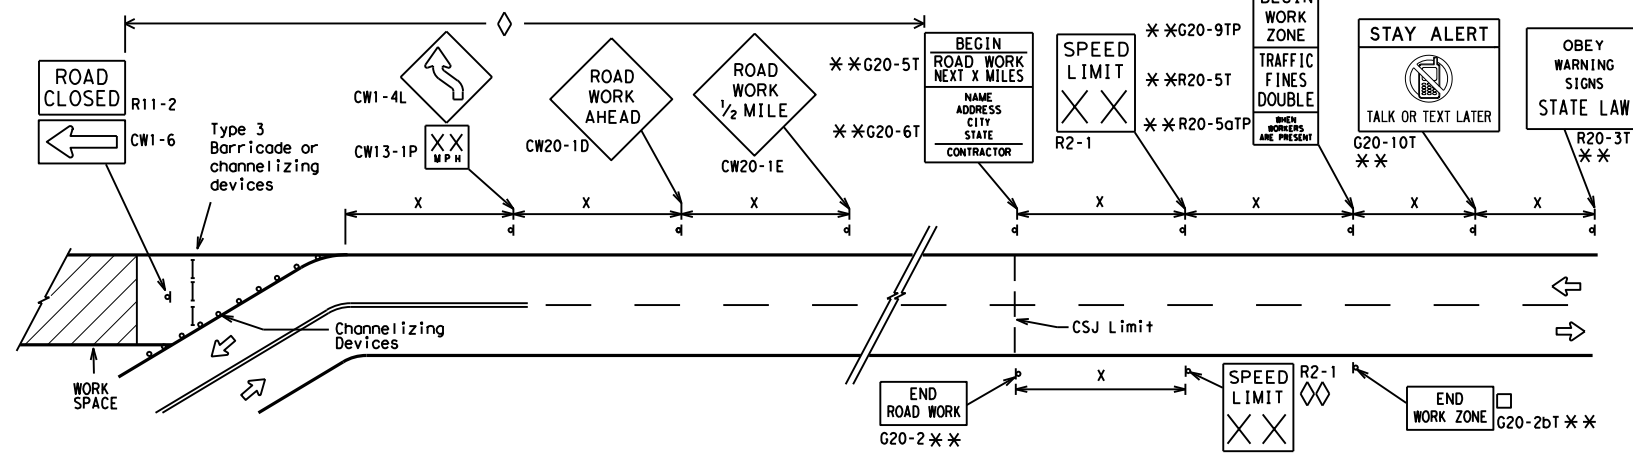 ROAD
CLOSED
R11-2
CW1-6
Type 3
Barricade or
channelizing
devices
CW1-4L
XX
MPH
CW13-1P
ROAD
WORK
AHEAD
CW20-1D
ROAD
WORK
1/2 MILE
CW20-1E
**G20-5T
BEGIN
ROAD WORK
NEXT X MILES
**G20-6T
NAME
ADDRESS
CITY
STATE
CONTRACTOR
SPEED
LIMIT
XX
R2-1
**G20-9TP
BEGIN
WORK
ZONE
**R20-5T
TRAFFIC
FINES
DOUBLE
**R20-5aTP
WHEN
WORKERS
ARE PRESENT
STAY ALERT
TALK OR TEXT LATER
G20-10T
**
OBEY
WARNING
SIGNS
STATE LAW
R20-3T
**
X
X
X
X
X
X
X
Channelizing
Devices
CSJ Limit
WORK
SPACE
END
ROAD WORK
G20-2 **
X
SPEED
LIMIT
XX
R2-1
END
WORK ZONE
G20-2bT **